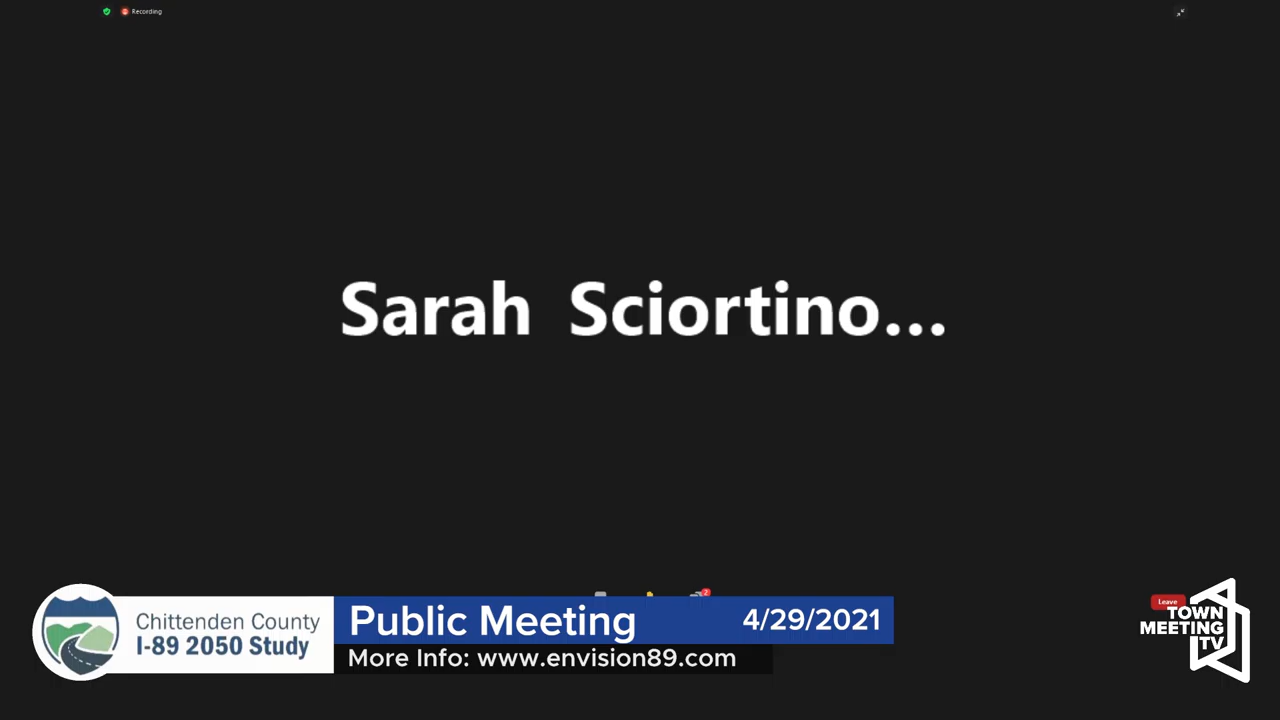 Recording
Sarah Sciortino...
2
Leave
Chittenden County
I-89 2050 Study
Public Meeting
4/29/2021
More Info: www.envision89.com
TOWN
MEETING
TV